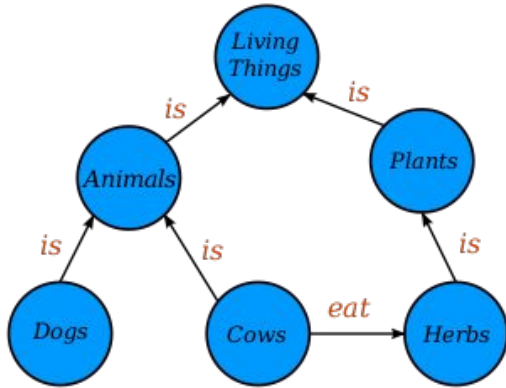 Living
Things
is
is
Animals
Plants
is
is
is
Dogs
Cows
eat
Herbs